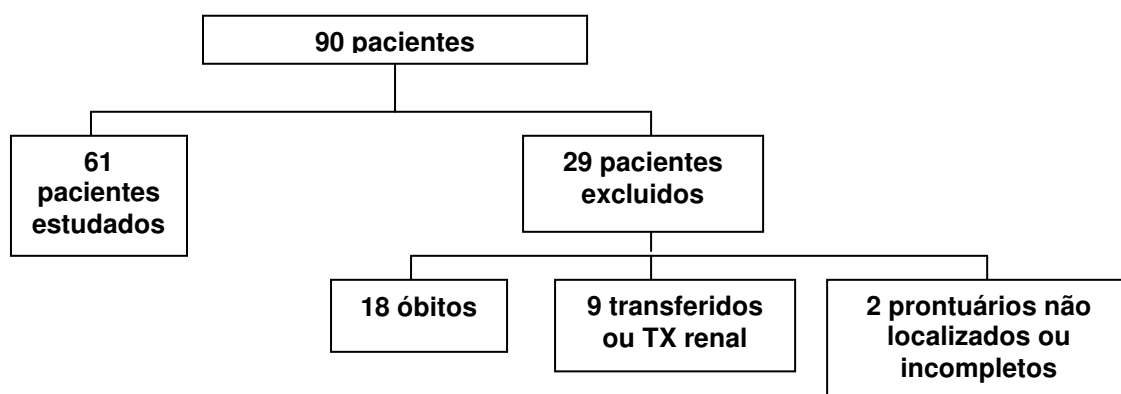 90 pacientes
61
pacientes
estudados
29 pacientes
excluidos
18 óbitos
9 transferidos
ou TX renal
2 prontuários não
localizados ou
incompletos